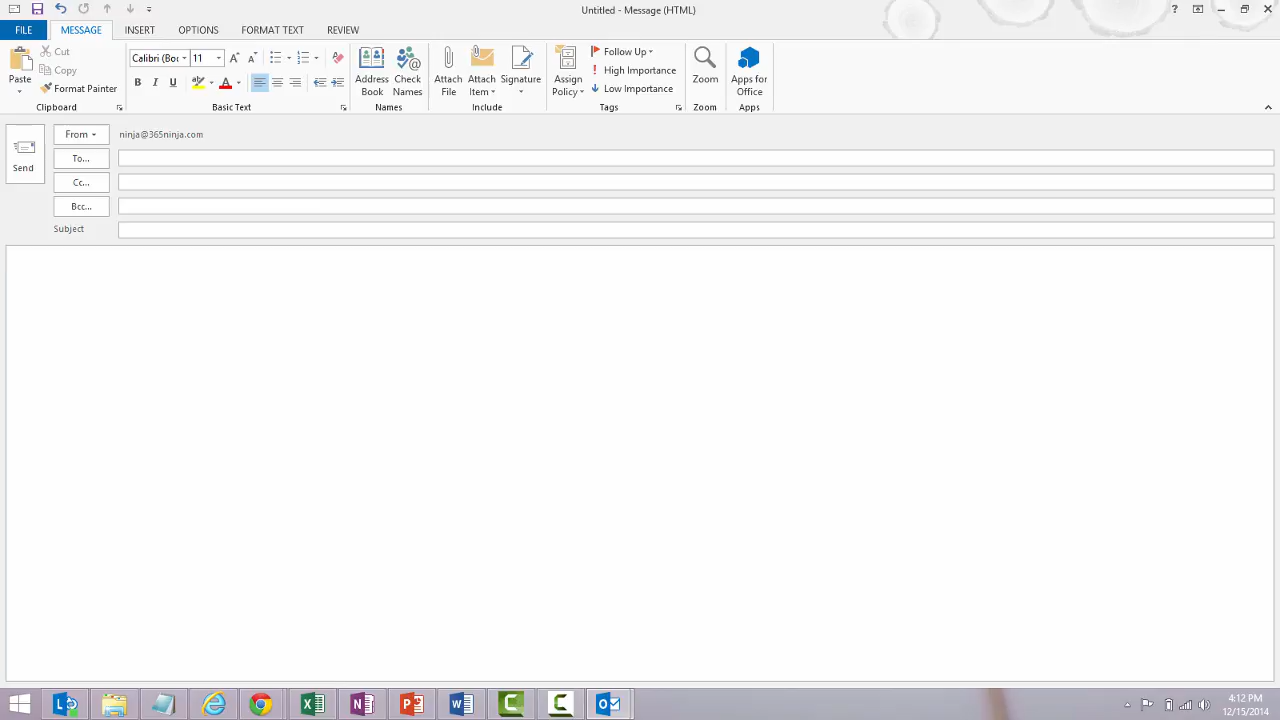 Untitled - Message (HTML)
?
FILE MESSAGE INSERT OPTIONS FORMAT TEXT REVIEW
Paste
Cut
Copy
Format Painter
Clipboard
Calibri (Boc 11
B I U A
Basic Text
Address Book
Check Names
Names
Attach File
Attach Item
Signature
Include
Assign Policy
Follow Up
High Importance
Low Importance
Tags
Zoom
Zoom
Apps for Office
Apps
Send
From ninja@365ninja.com
To...
Cc...
Bcc...
Subject
4:12 PM
12/15/2014